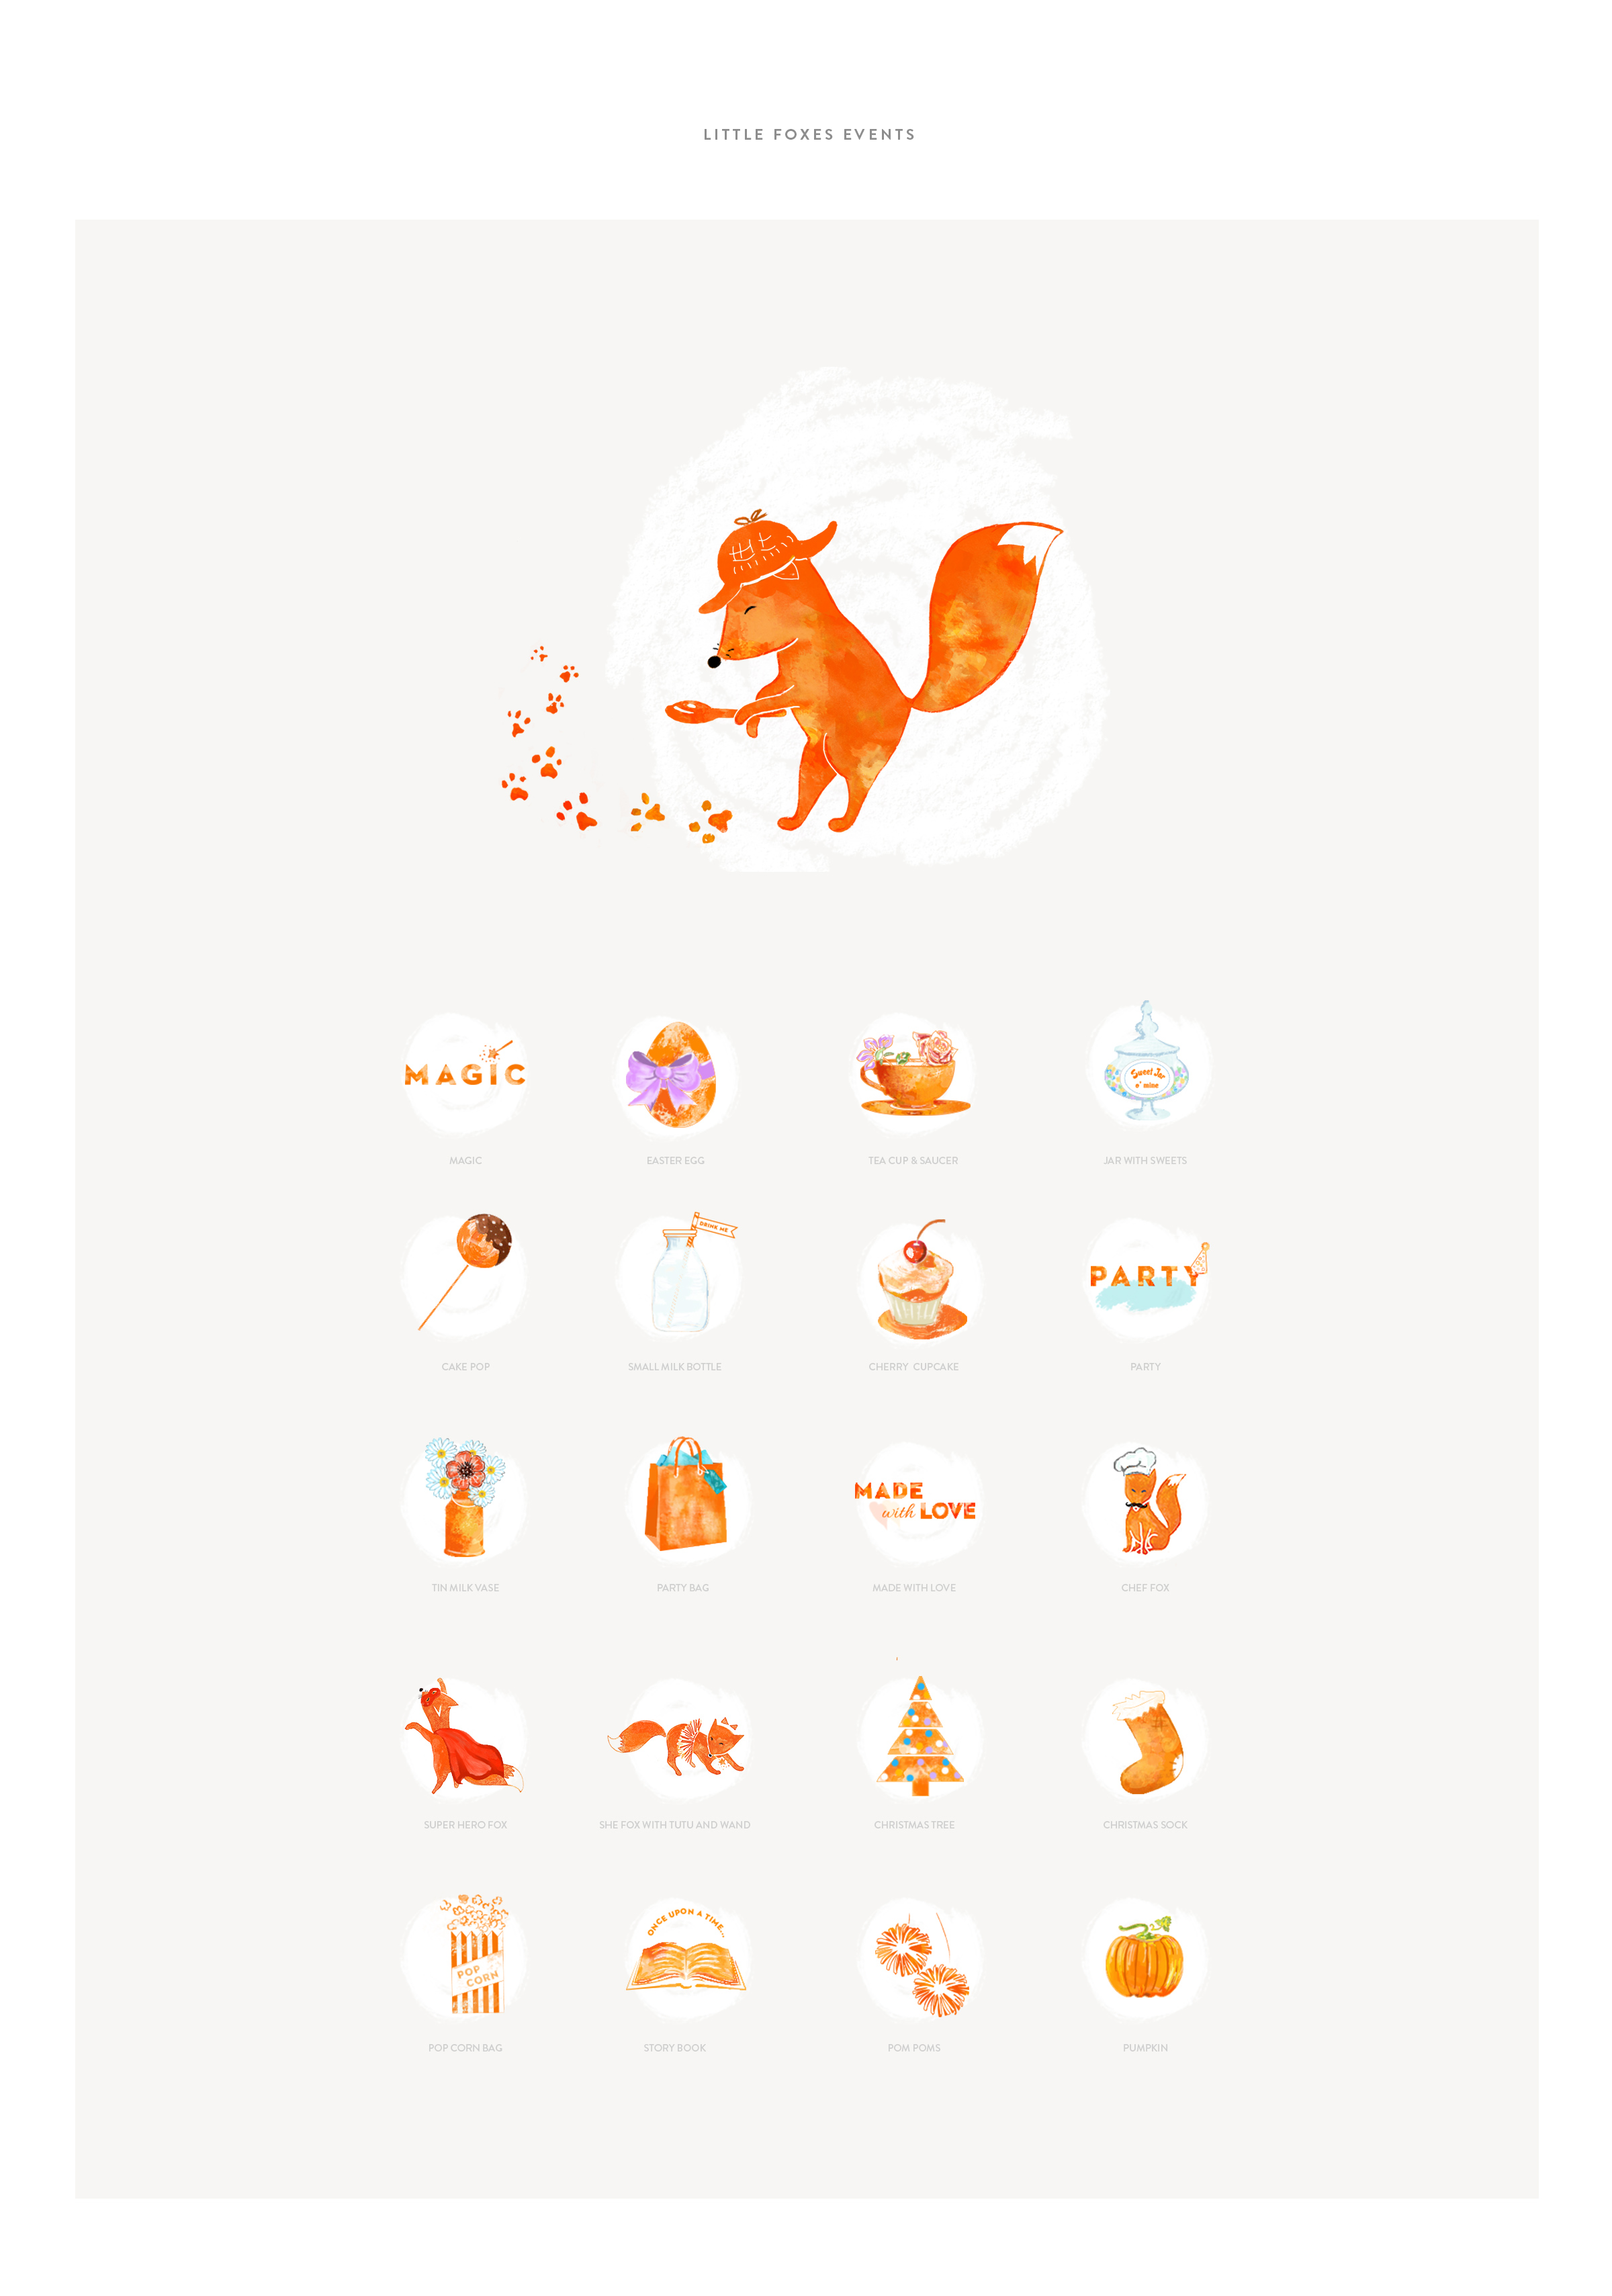 LITTLE FOXES EVENTS
MAGIC
Sweet Jar
o' mine
MAGIC
EASTER EGG
TEA CUP & SAUCER
JAR WITH SWEETS
DRINK ME
PARTY
CAKE POP
SMALL MILK BOTTLE
CHERRY CUPCAKE
PARTY
MADE
with LOVE
TIN MILK VASE
PARTY BAG
MADE WITH LOVE
CHEF FOX
SUPER HERO FOX
SHE FOX WITH TUTU AND WAND
CHRISTMAS TREE
CHRISTMAS SOCK
POP
CORN
ONCE UPON A TIME...
POP CORN BAG
STORY BOOK
POM POMS
PUMPKIN